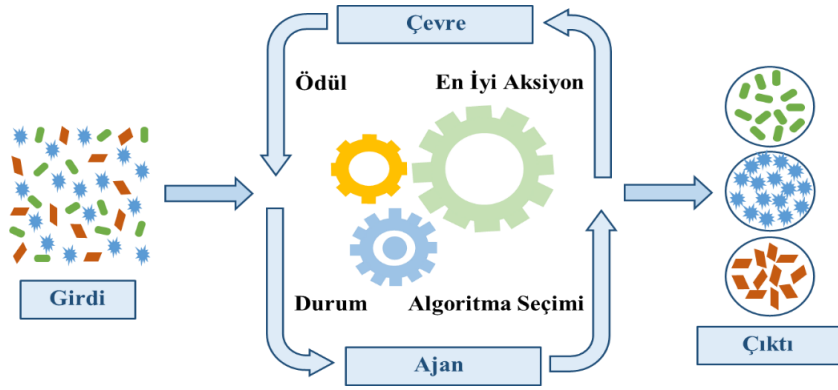 Çevre
Ödül
En İyi Aksiyon
Girdi
Durum
Algoritma Seçimi
Ajan
Çıktı